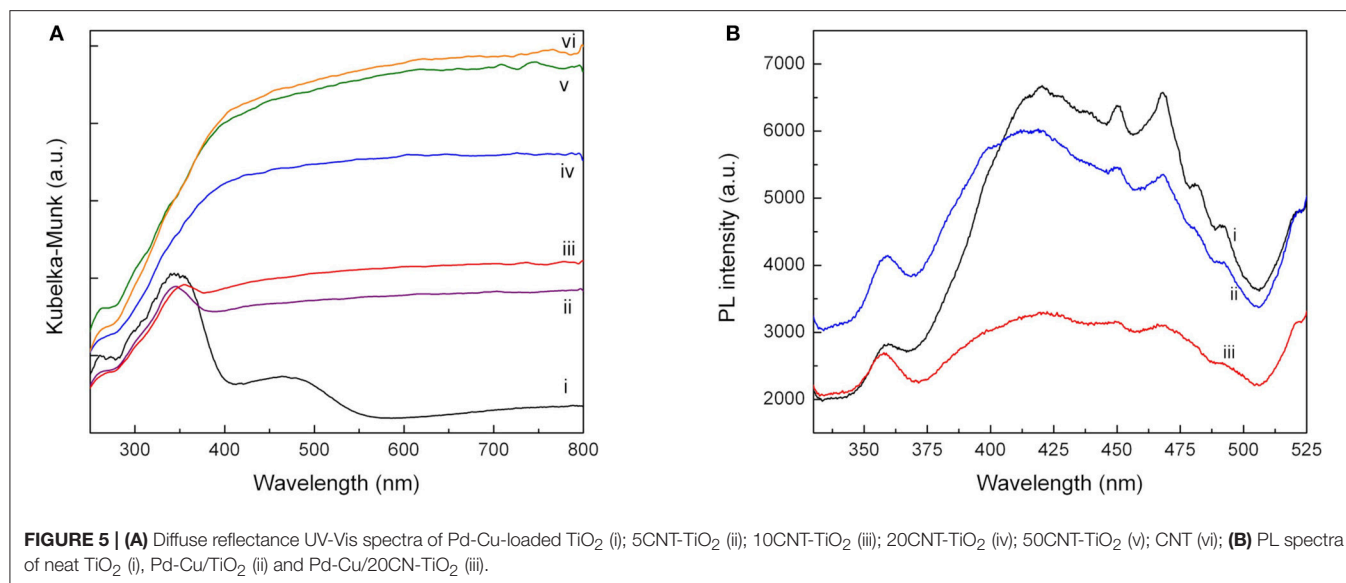 A
Kubelka-Munk (a.u.)
vi
v
iv
iii
ii
i
300 400 500 600 700 800
Wavelength (nm)
B
PL intensity (a.u.)
7000
6000
5000
4000
3000
2000
i
ii
iii
350 375 400 425 450 475 500 525
Wavelength (nm)
FIGURE 5 | (A) Diffuse reflectance UV-Vis spectra of Pd-Cu-loaded TiO₂ (i); 5CNT-TiO₂ (ii); 10CNT-TiO₂ (iii); 20CNT-TiO₂ (iv); 50CNT-TiO₂ (v); CNT (vi); (B) PL spectra
of neat TiO₂ (i), Pd-Cu/TiO₂ (ii) and Pd-Cu/20CN-TiO₂ (iii).